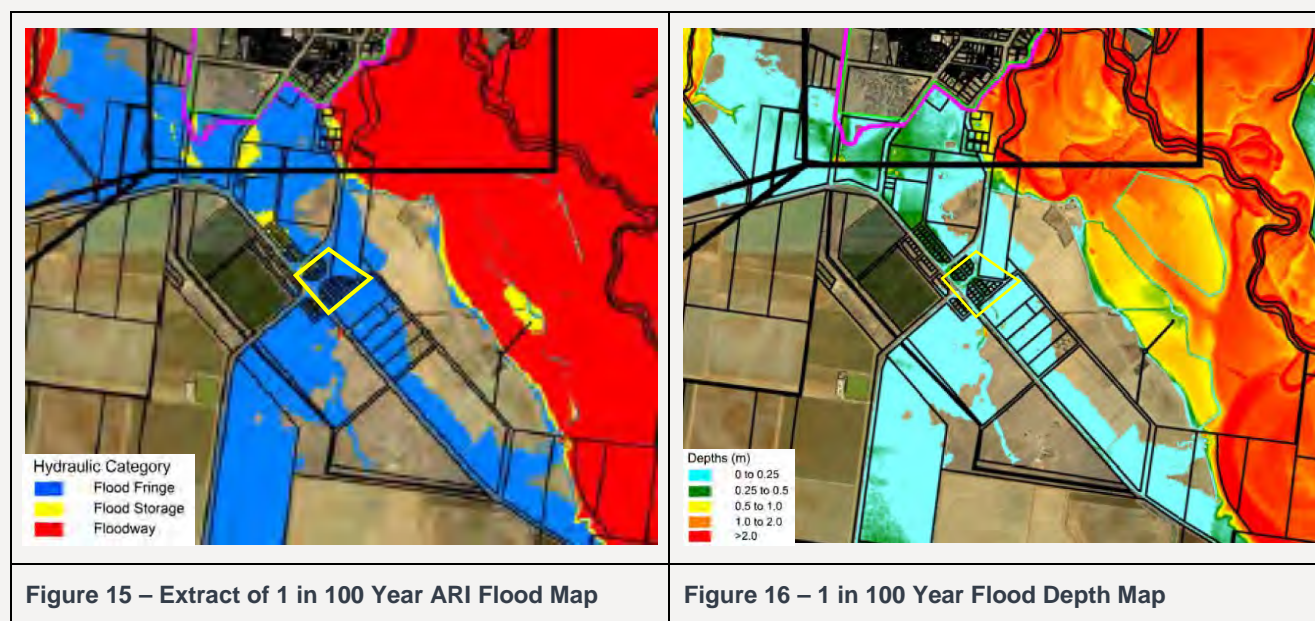 Hydraulic Category
Flood Fringe
Flood Storage
Floodway
Depths (m)
0 to 0.25
0.25 to 0.5
0.5 to 1.0
1.0 to 2.0
>2.0
Figure 15 – Extract of 1 in 100 Year ARI Flood Map
Figure 16 – 1 in 100 Year Flood Depth Map